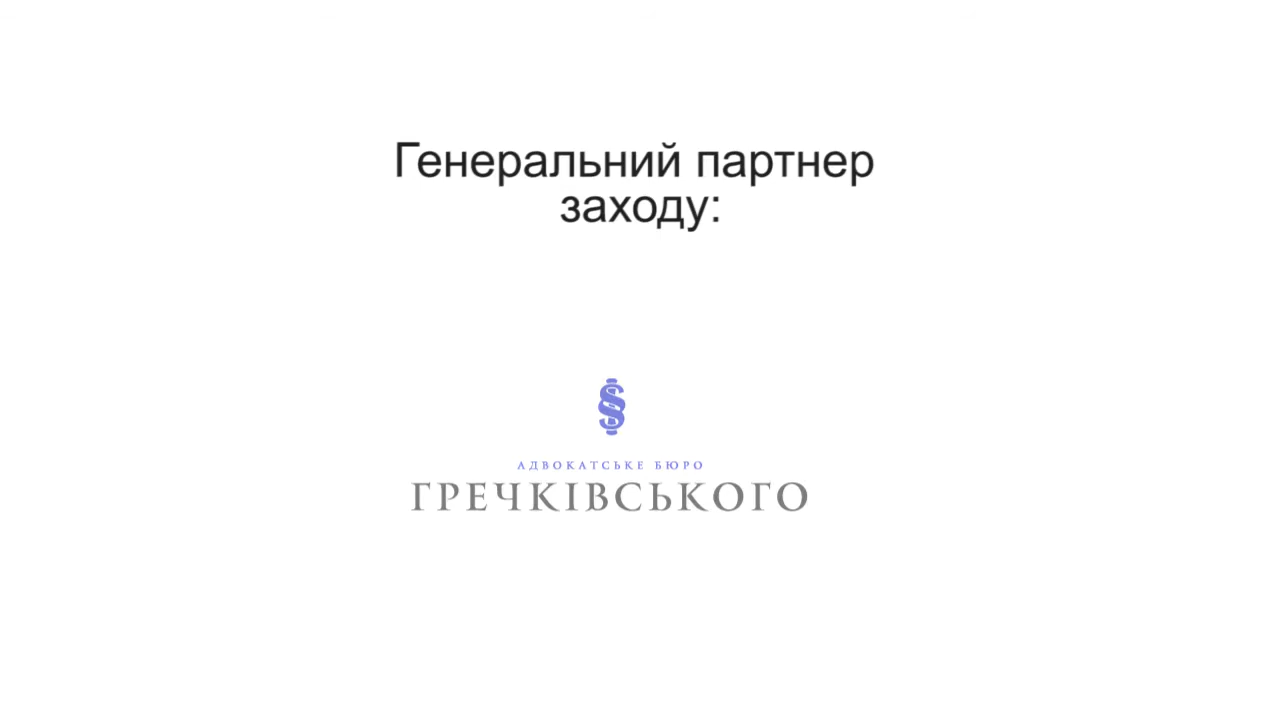 Генеральний партнер
заходу:
§
АДВОКАТСЬКЕ БЮРО
ГРЕЧКІВСЬКОГО